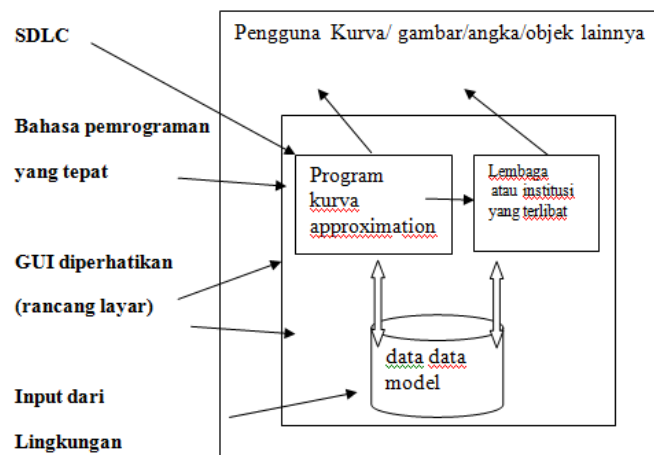 SDLC
Pengguna Kurva/ gambar/angka/objek lainnya
Bahasa pemrograman
yang tepat
Program
kurva
approximation
Lembaga
atau institusi
yang terlibat
GUI diperhatikan
(rancang layar)
data data
model
Input dari
Lingkungan